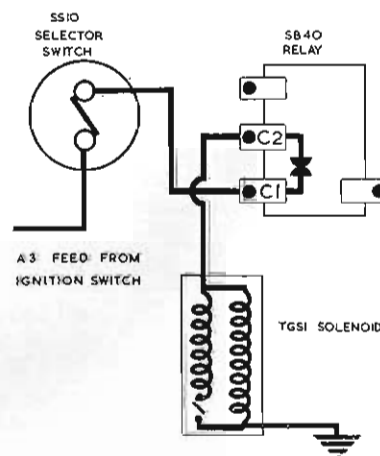 SS10
SELECTOR
SWITCH
SB40
RELAY
C2
C1
A3 FEED FROM
IGNITION SWITCH
TGS1 SOLENOID